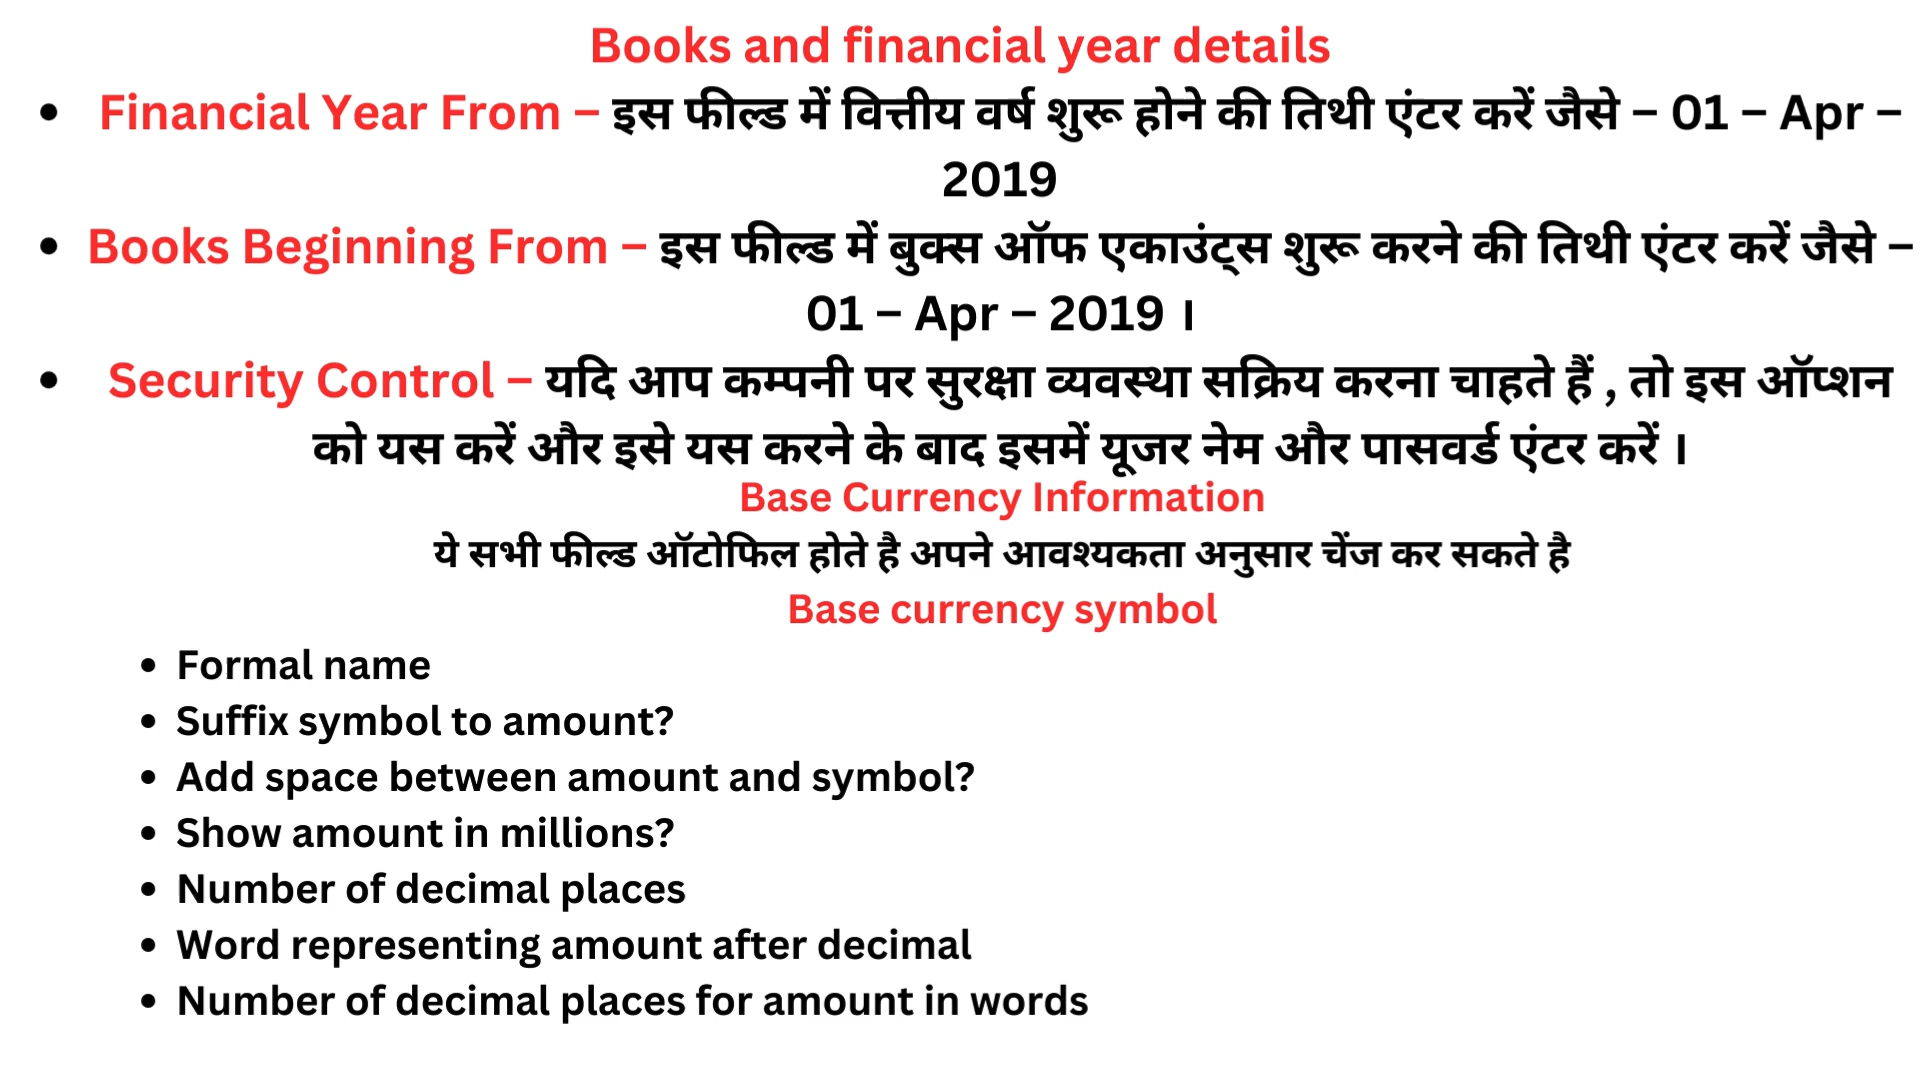 Books and financial year details
• Financial Year From – इस फील्ड में वित्तीय वर्ष शुरू होने की तिथी एंटर करें जैसे – 01 – Apr –
2019
• Books Beginning From – इस फील्ड में बुक्स ऑफ एकाउंट्स शुरू करने की तिथी एंटर करें जैसे –
01 – Apr – 2019 ।
• Security Control – यदि आप कम्पनी पर सुरक्षा व्यवस्था सक्रिय करना चाहते हैं , तो इस ऑप्शन
को यस करें और इसे यस करने के बाद इसमें यूजर नेम और पासवर्ड एंटर करें ।
Base Currency Information
ये सभी फील्ड ऑटोफिल होते है अपने आवश्यकता अनुसार चेंज कर सकते है
Base currency symbol
• Formal name
• Suffix symbol to amount?
• Add space between amount and symbol?
• Show amount in millions?
• Number of decimal places
• Word representing amount after decimal
• Number of decimal places for amount in words